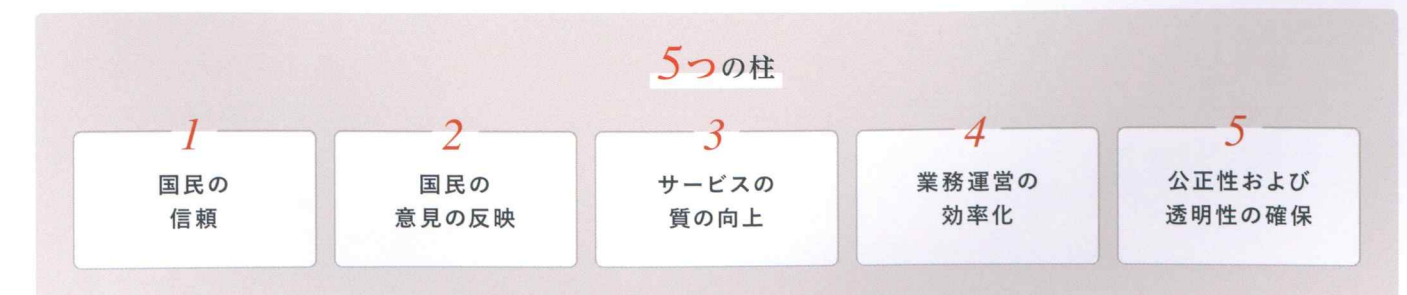 5つの柱
1
国民の
信頼
2
国民の
意見の反映
3
サービスの
質の向上
4
業務運営の
効率化
5
公正性および
透明性の確保